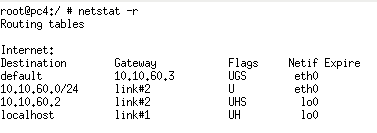 root@pc4:/ # netstat -r
Routing tables

Internet:
Destination        Gateway            Flags     Netif Expire
default            10.10.60.3         UGS        eth0
10.10.60.0/24      link#2             U          eth0
10.10.60.2         link#2             UHS         lo0
localhost          link#1             UH          lo0